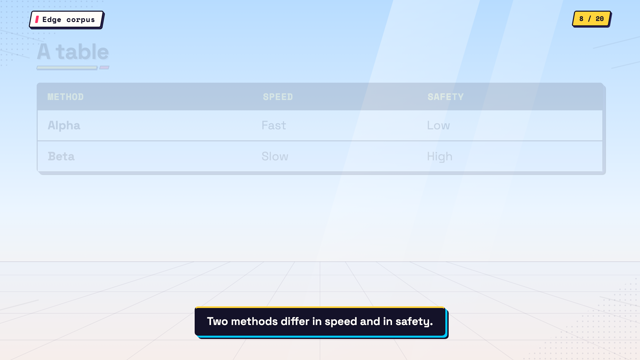 Edge corpus
8 / 20
A table
METHOD SPEED SAFETY
Alpha Fast Low
Beta Slow High
Two methods differ in speed and in safety.